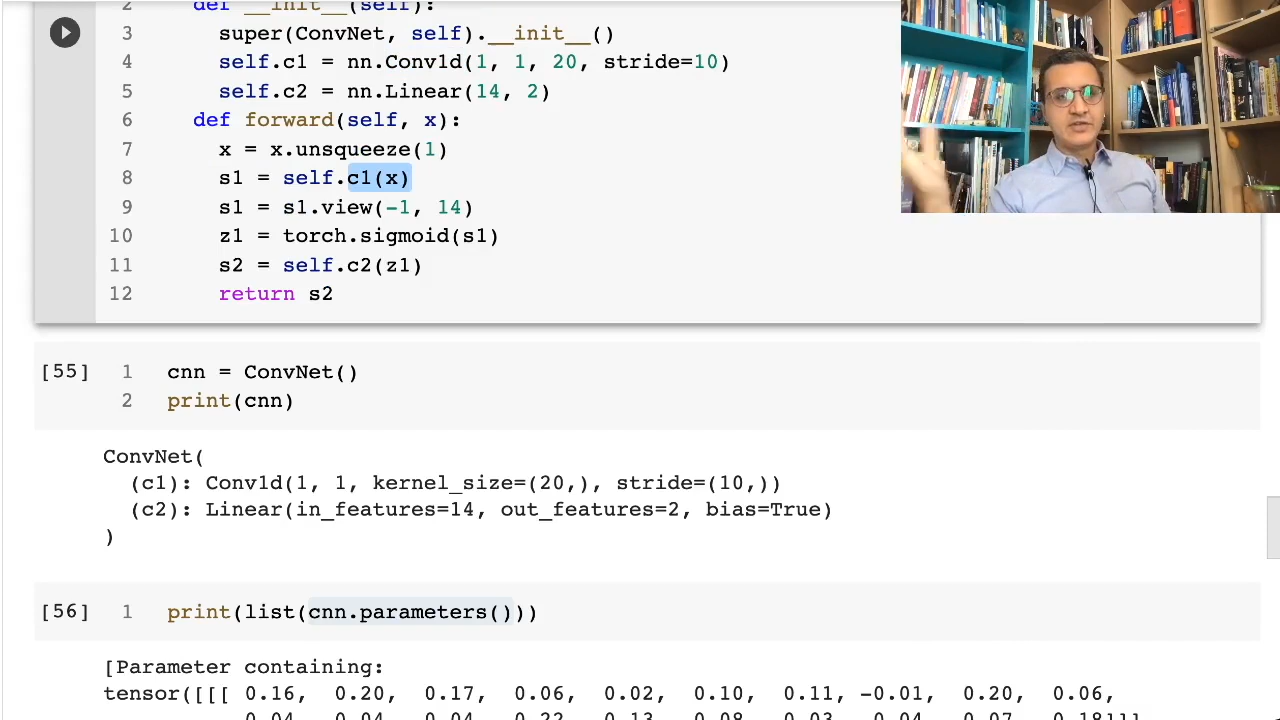 2 def __init__(self):
3 super(ConvNet, self).__init__()
4 self.c1 = nn.Conv1d(1, 1, 20, stride=10)
5 self.c2 = nn.Linear(14, 2)
6 def forward(self, x):
7 x = x.unsqueeze(1)
8 s1 = self.c1(x)
9 s1 = s1.view(-1, 14)
10 z1 = torch.sigmoid(s1)
11 s2 = self.c2(z1)
12 return s2
[55] 1 cnn = ConvNet()
2 print(cnn)
ConvNet(
(c1): Conv1d(1, 1, kernel_size=(20,), stride=(10,))
(c2): Linear(in_features=14, out_features=2, bias=True)
)
[56] 1 print(list(cnn.parameters()))
[Parameter containing:
tensor([[[ 0.16, 0.20, 0.17, 0.06, 0.02, 0.10, 0.11, -0.01, 0.20, 0.06,